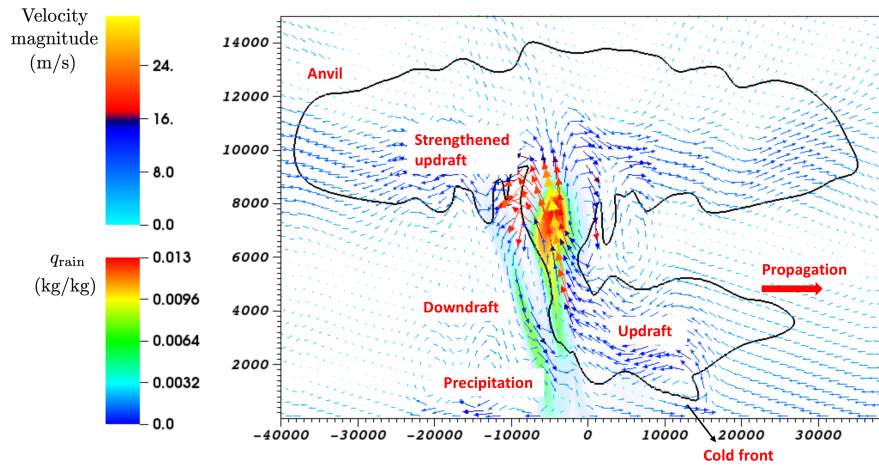 Velocity
magnitude
(m/s)
24.
16.
8.0
0.0
q_rain
(kg/kg)
0.013
0.0096
0.0064
0.0032
0.0
14000
12000
10000
8000
6000
4000
2000
Anvil
Strengthened
updraft
Propagation
Downdraft
Updraft
Precipitation
-40000 -30000 -20000 -10000 0 10000 20000 30000
Cold front